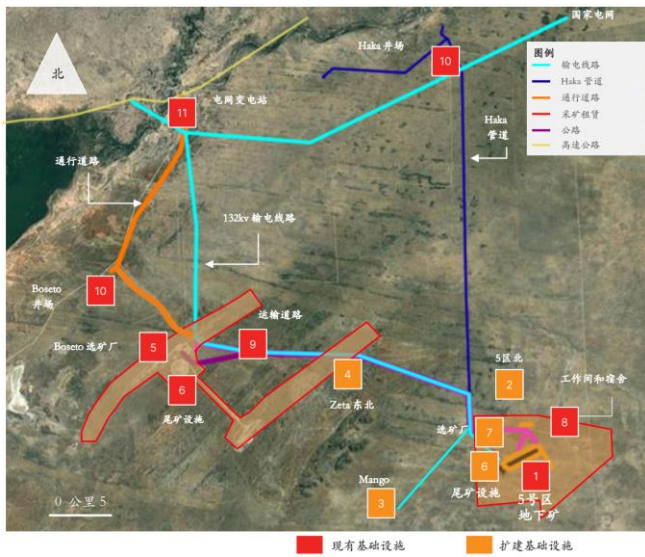 国家电网
Haka 井场
10
图例
输电线路
Haka 管道
通行道路
采矿租赁
公路
高速公路
北
电网变电站
11
Haka
管道
通行道路
132kv 输电线路
Boseto
井场
10
运输道路
Boseto 选矿厂
5
9
6
尾矿设施
4
Zeta 东北
5区北
2
工作间和宿舍
选矿厂
7
8
6
尾矿设施
1
5号区
地下矿
Mango
3
0 公里 5
现有基础设施
扩建基础设施